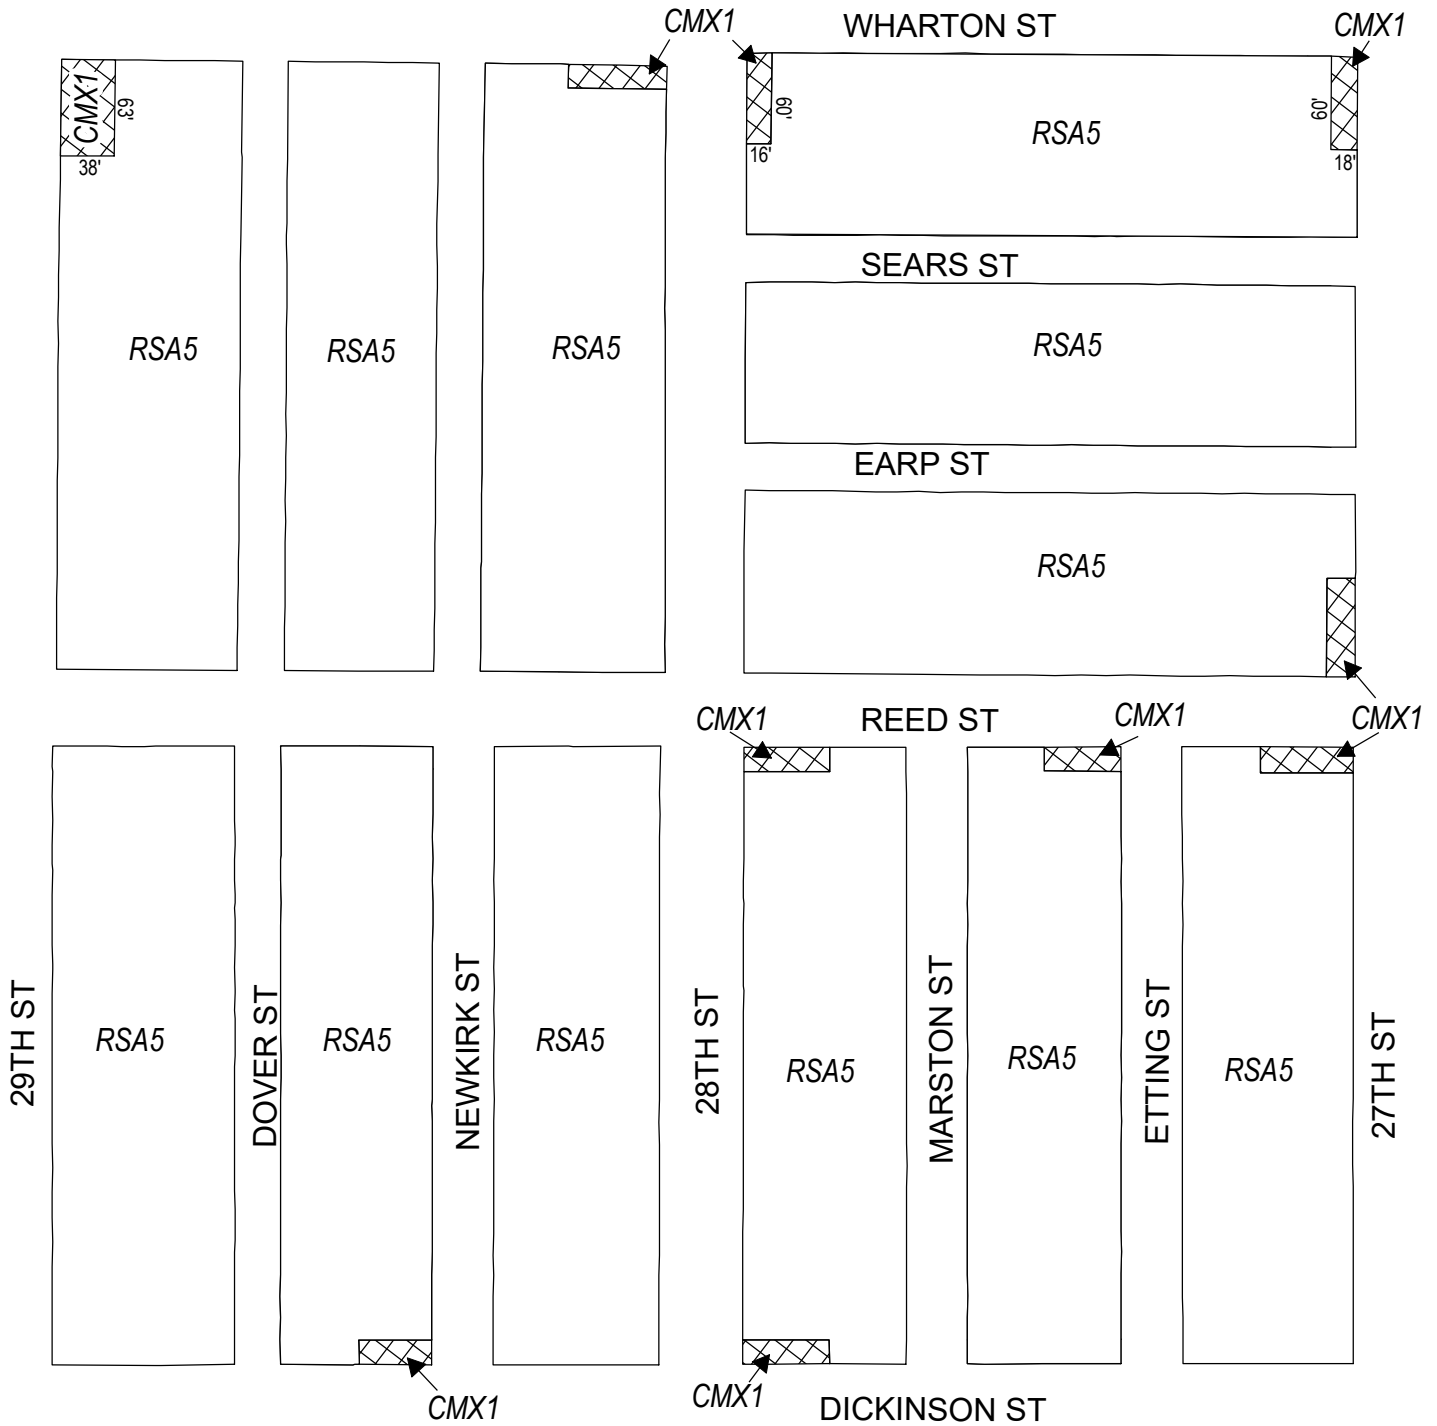 CMX1
WHARTON ST
CMX1
CMX1
63'
38'
60'
16'
RSA5
60'
18'
SEARS ST
RSA5
RSA5
RSA5
RSA5
EARP ST
RSA5
CMX1
REED ST
CMX1
CMX1
29TH ST
RSA5
DOVER ST
RSA5
NEWKIRK ST
RSA5
28TH ST
RSA5
MARSTON ST
RSA5
ETTING ST
RSA5
27TH ST
CMX1
CMX1
DICKINSON ST